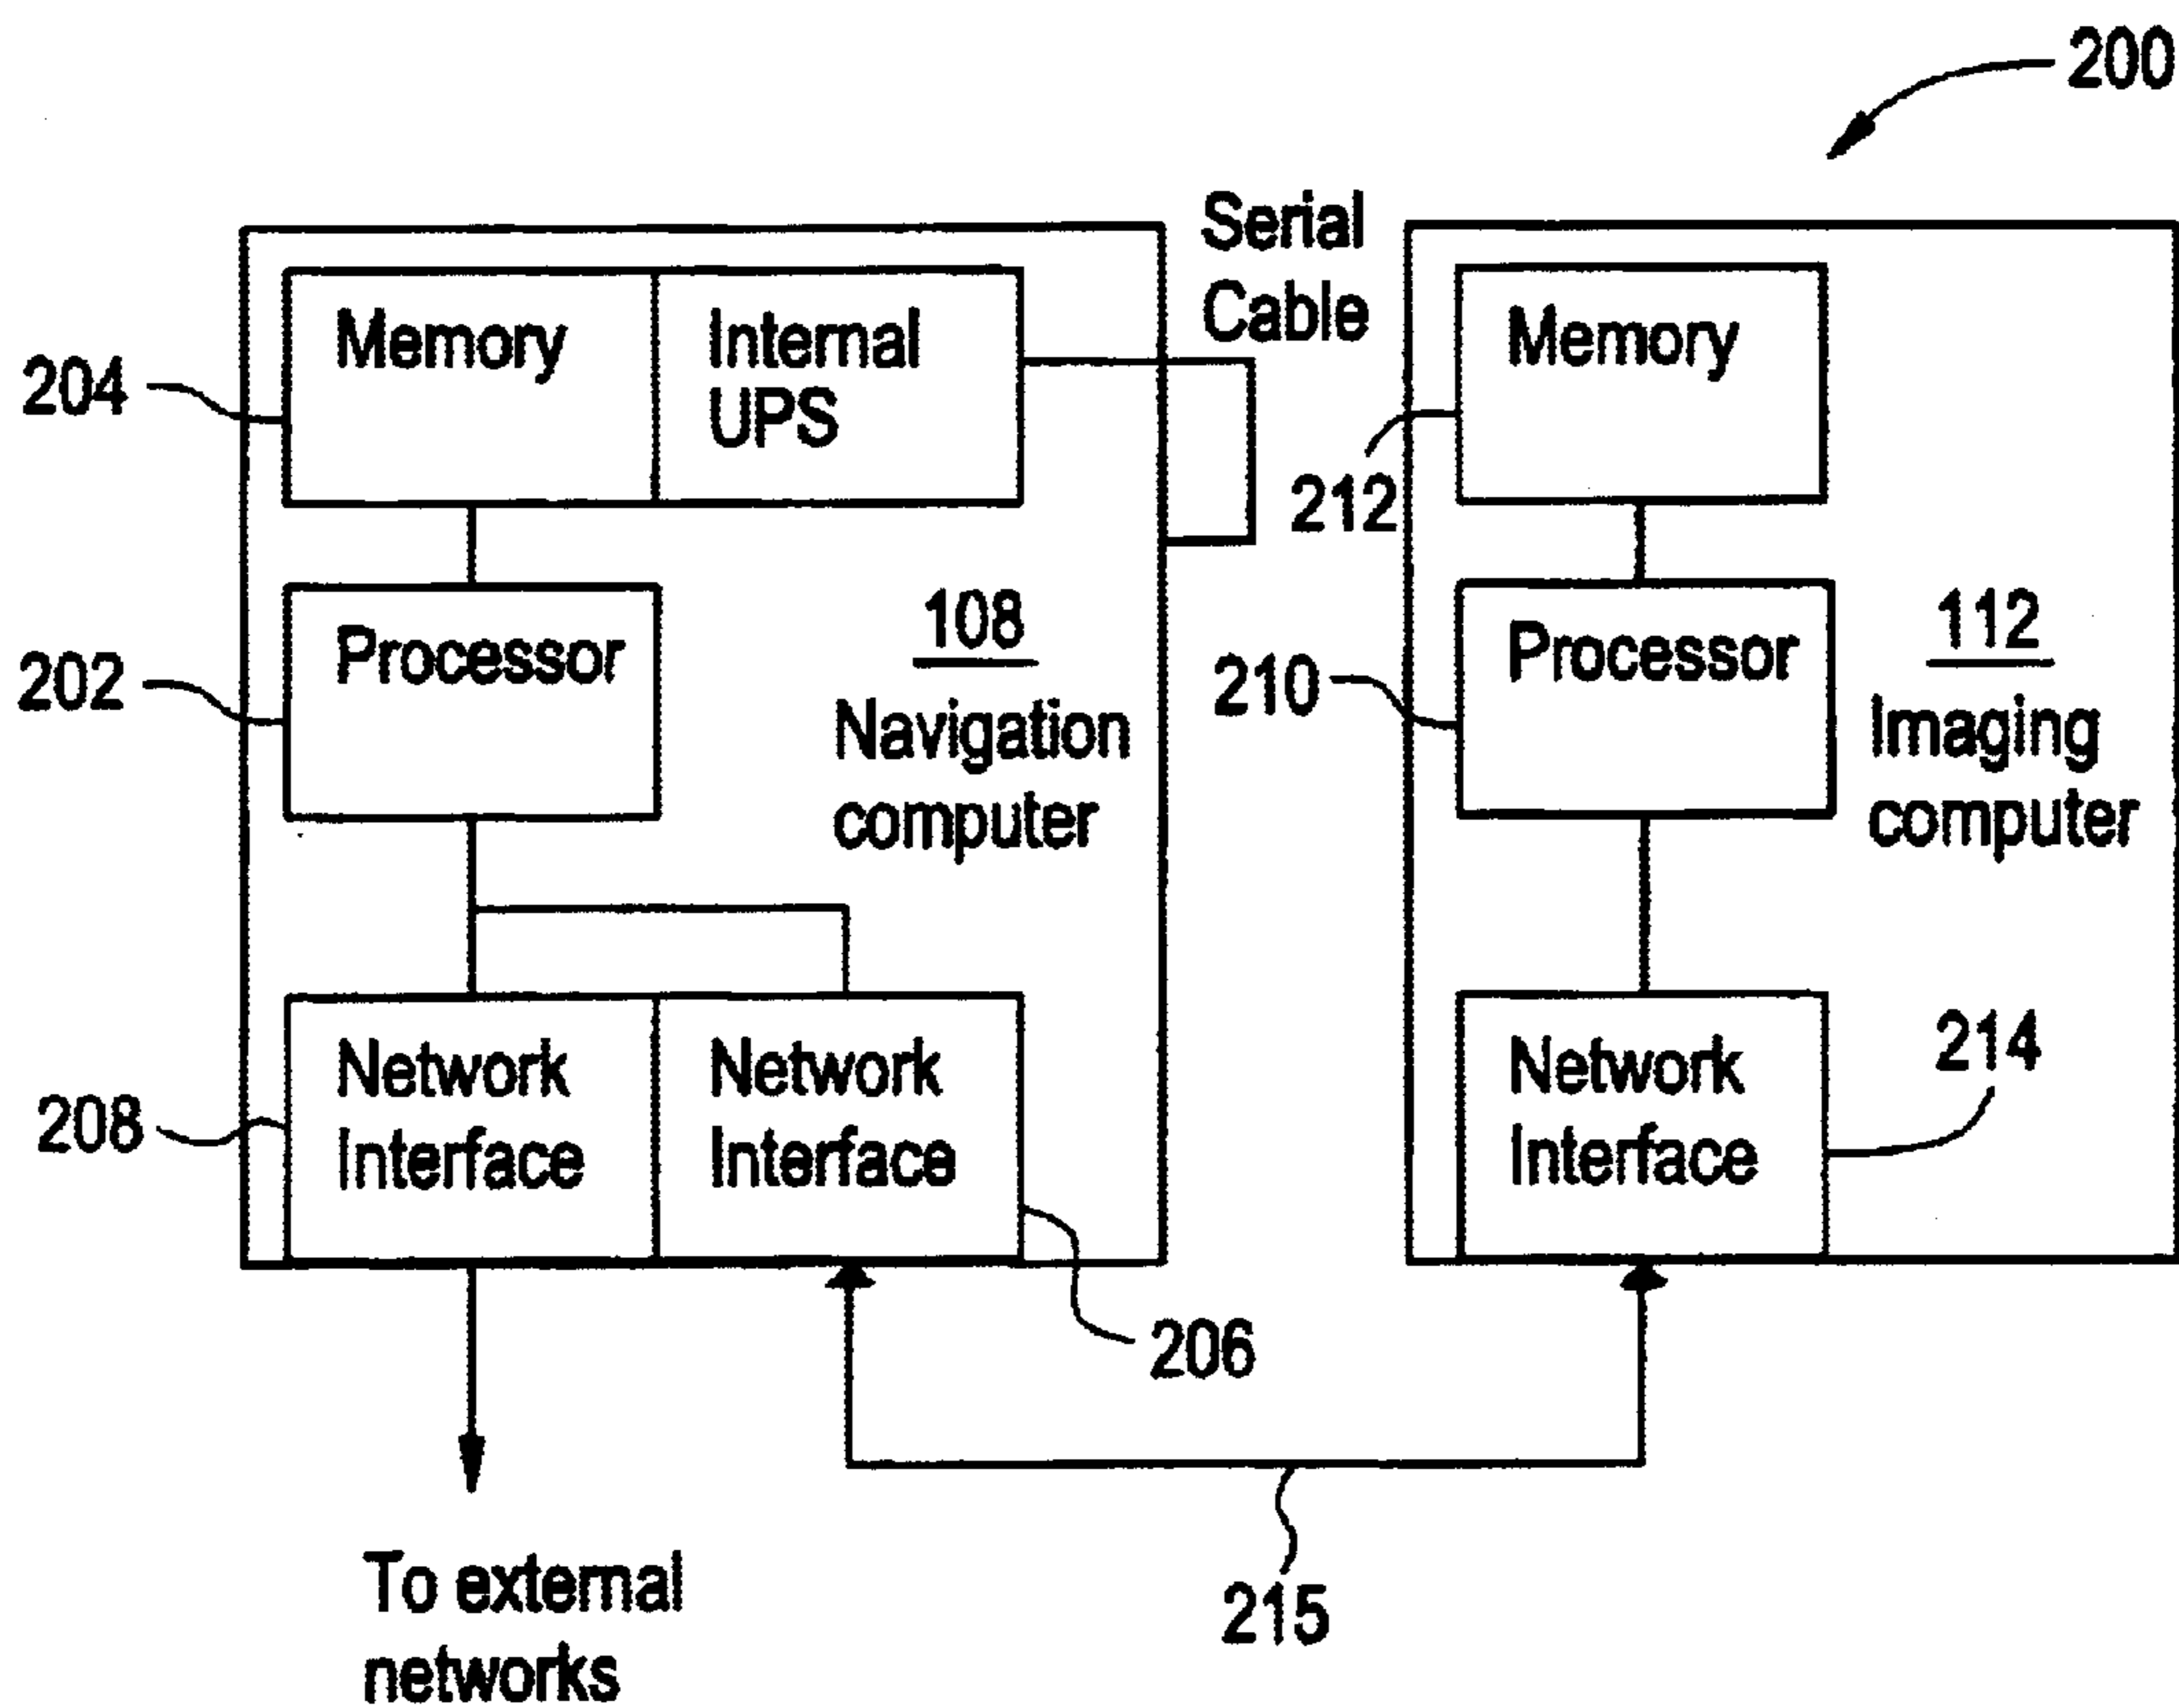 200
Serial
Cable
Memory
Internal
UPS
204
Memory
212
Processor
202
108
Navigation
computer
Processor
210
112
Imaging
computer
Network
Interface
208
Network
Interface
206
Network
Interface
214
215
To external
networks